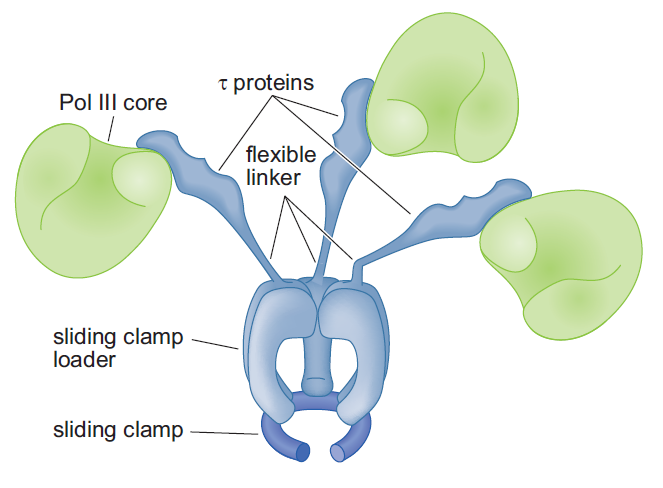 τ proteins
Pol III core
flexible
linker
sliding clamp
loader
sliding clamp